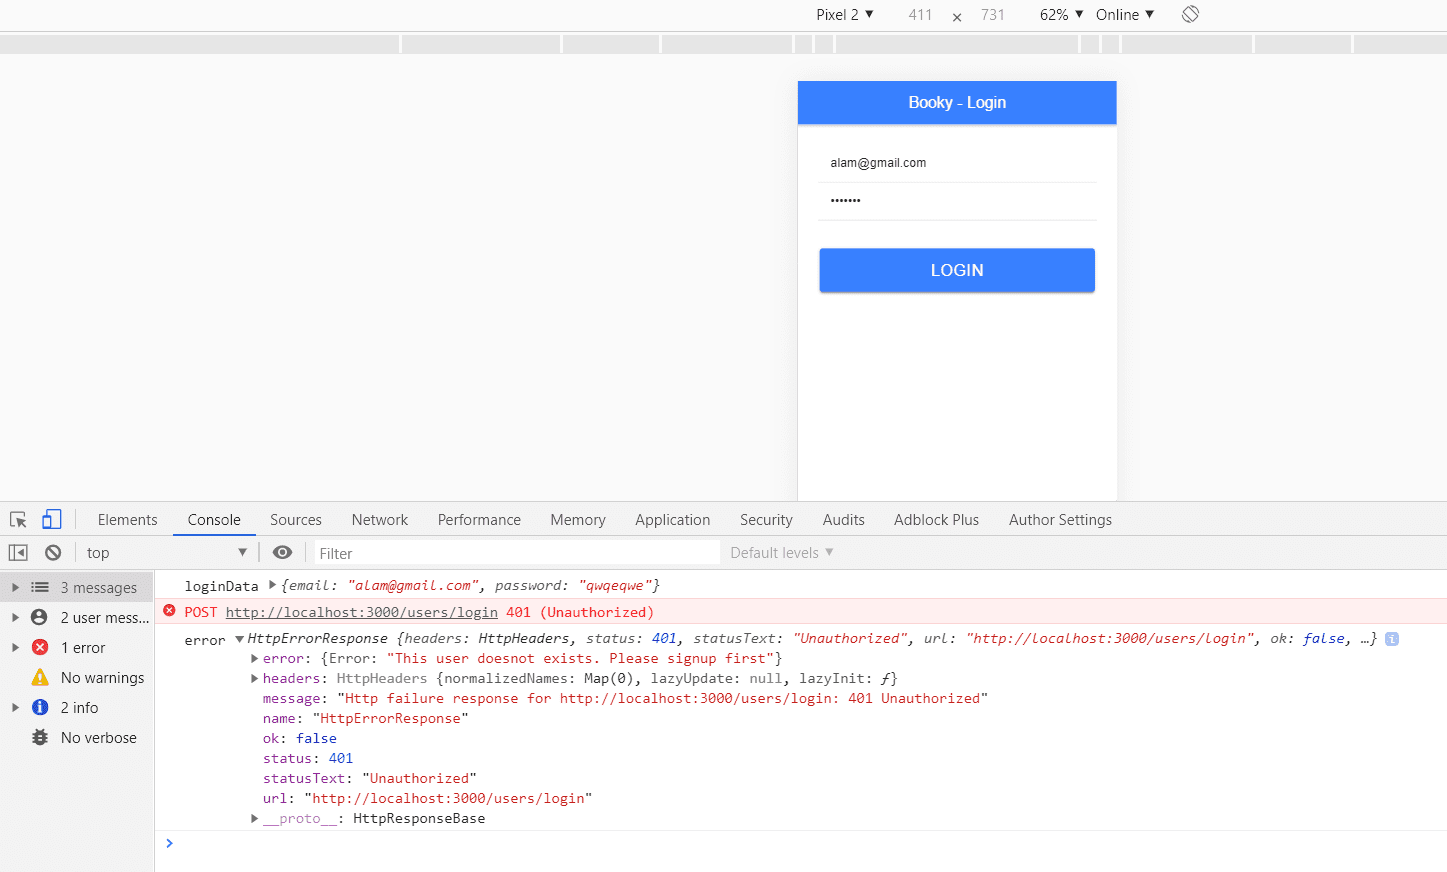 Pixel 2 ▼ 411 × 731 62% ▼ Online ▼
Booky - Login
alam@gmail.com
•••••••
LOGIN
Elements Console Sources Network Performance Memory Application Security Audits Adblock Plus Author Settings
top ▼ Filter Default levels ▼
3 messages
2 user mess...
1 error
No warnings
2 info
No verbose
loginData ▶{email: "alam@gmail.com", password: "qwqeqwe"}
POST http://localhost:3000/users/login 401 (Unauthorized)
error ▼HttpErrorResponse {headers: HttpHeaders, status: 401, statusText: "Unauthorized", url: "http://localhost:3000/users/login", ok: false, …} i
▶error: {Error: "This user doesnot exists. Please signup first"}
▶headers: HttpHeaders {normalizedNames: Map(0), lazyUpdate: null, lazyInit: ƒ}
message: "Http failure response for http://localhost:3000/users/login: 401 Unauthorized"
name: "HttpErrorResponse"
ok: false
status: 401
statusText: "Unauthorized"
url: "http://localhost:3000/users/login"
▶__proto__: HttpResponseBase
>